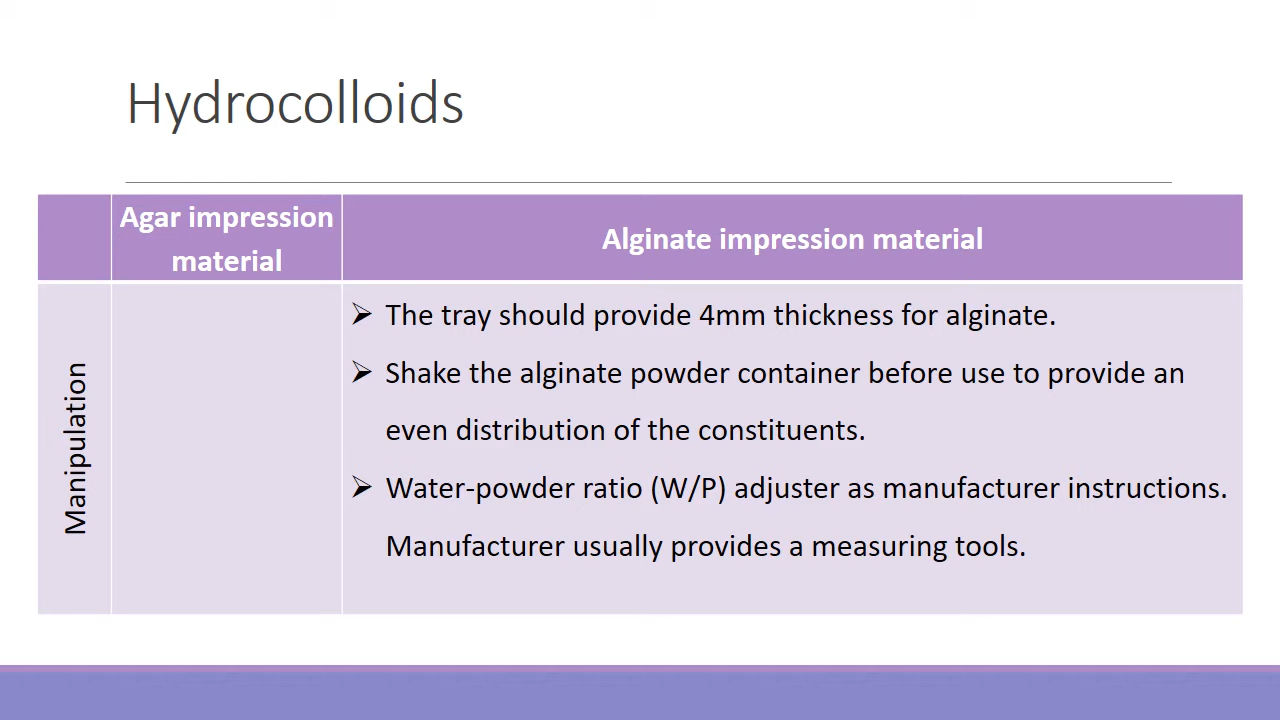 Hydrocolloids
Agar impression
material
Alginate impression material
Manipulation
➢ The tray should provide 4mm thickness for alginate.
➢ Shake the alginate powder container before use to provide an
even distribution of the constituents.
➢ Water-powder ratio (W/P) adjuster as manufacturer instructions.
Manufacturer usually provides a measuring tools.